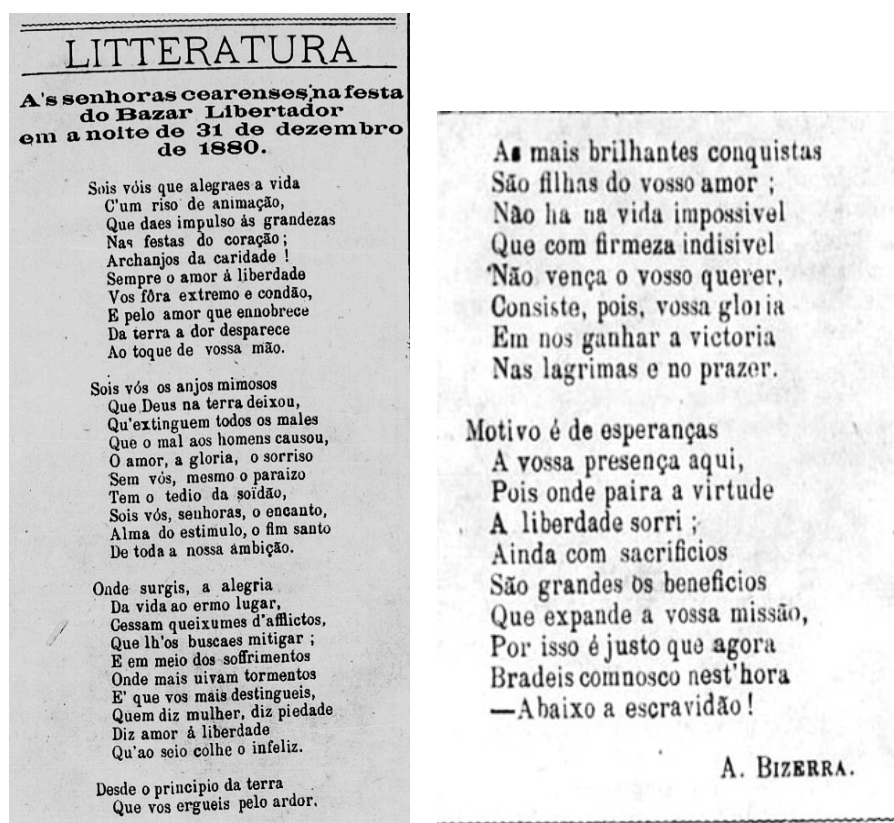 LITTERATURA
A's senhoras cearenses, na festa
do Bazar Libertador
em a noite de 31 de dezembro
de 1880.
Sois vóis que alegraes a vida
C'um riso de animação,
Que daes impulso ás grandezas
Nas festas do coração;
Archanjos da caridade !
Sempre o amor á liberdade
Vos fôra extremo e condão,
E pelo amor que ennobrece
Da terra a dor desparece
Ao toque de vossa mão.
Sois vós os anjos mimosos
Que Deus na terra deixou,
Qu'extinguem todos os males
Que o mal aos homens causou,
O amor, a gloria, o sorriso
Sem vós, mesmo o paraizo
Tem o tedio da soïdão,
Sois vós, senhoras, o encanto,
Alma do estimulo, o fim santo
De toda a nossa ambição.
Onde surgis, a alegria
Da vida ao ermo lugar,
Cessam queixumes d'afflictos,
Que lh'os buscaes mitigar ;
E em meio dos soffrimentos
Onde mais uivam tormentos
E' que vos mais destingueis,
Quem diz mulher, diz piedade
Diz amor á liberdade
Qu'ao seio colhe o infeliz.
Desde o principio da terra
Que vos ergueis pelo ardor.
As mais brilhantes conquistas
São filhas do vosso amor ;
Não ha na vida impossivel
Que com firmeza indisivel
Não vença o vosso querer,
Consiste, pois, vossa gloria
Em nos ganhar a victoria
Nas lagrimas e no prazer.
Motivo é de esperanças
A vossa presença aqui,
Pois onde paira a virtude
A liberdade sorri ;
Ainda com sacrificios
São grandes os beneficios
Que expande a vossa missão,
Por isso é justo que agora
Bradeis comnosco nest'hora
—Abaixo a escravidão !
A. BIZERRA.